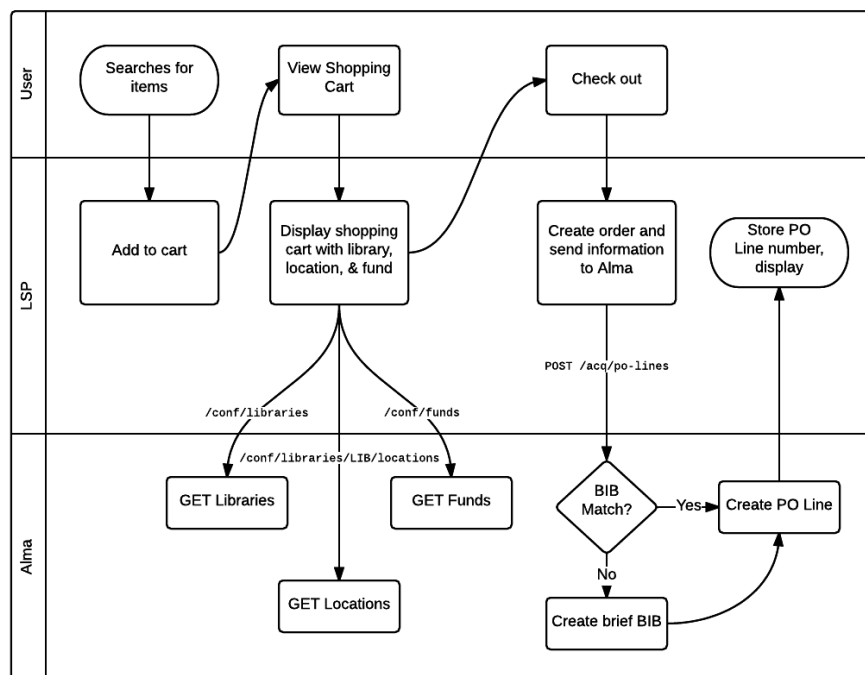 User
Searches for
items
View Shopping
Cart
Check out
LSP
Add to cart
Display shopping
cart with library,
location, & fund
Create order and
send information
to Alma
Store PO
Line number,
display
POST /acq/po-lines
/conf/libraries
/conf/funds
/conf/libraries/LIB/locations
Alma
GET Libraries
GET Funds
BIB
Match?
Yes
Create PO Line
No
GET Locations
Create brief BIB